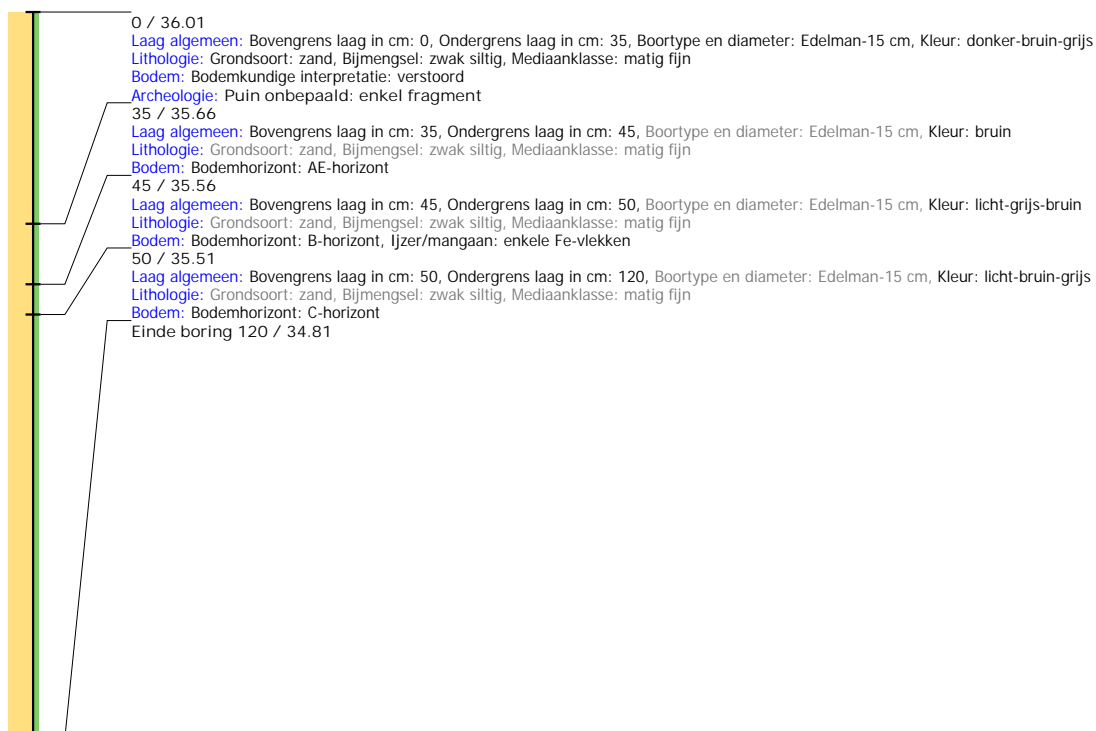 0 / 36.01
Laag algemeen: Bovengrens laag in cm: 0, Ondergrens laag in cm: 35, Boortype en diameter: Edelman-15 cm, Kleur: donker-bruin-grijs
Lithologie: Grondsoort: zand, Bijmengsel: zwak siltig, Mediaanklasse: matig fijn
Bodem: Bodemkundige interpretatie: verstoord
Archeologie: Puin onbepaald: enkel fragment
35 / 35.66
Laag algemeen: Bovengrens laag in cm: 35, Ondergrens laag in cm: 45, Boortype en diameter: Edelman-15 cm, Kleur: bruin
Lithologie: Grondsoort: zand, Bijmengsel: zwak siltig, Mediaanklasse: matig fijn
Bodem: Bodemhorizont: AE-horizont
45 / 35.56
Laag algemeen: Bovengrens laag in cm: 45, Ondergrens laag in cm: 50, Boortype en diameter: Edelman-15 cm, Kleur: licht-grijs-bruin
Lithologie: Grondsoort: zand, Bijmengsel: zwak siltig, Mediaanklasse: matig fijn
Bodem: Bodemhorizont: B-horizont, Ijzer/mangaan: enkele Fe-vlekken
50 / 35.51
Laag algemeen: Bovengrens laag in cm: 50, Ondergrens laag in cm: 120, Boortype en diameter: Edelman-15 cm, Kleur: licht-bruin-grijs
Lithologie: Grondsoort: zand, Bijmengsel: zwak siltig, Mediaanklasse: matig fijn
Bodem: Bodemhorizont: C-horizont
Einde boring 120 / 34.81